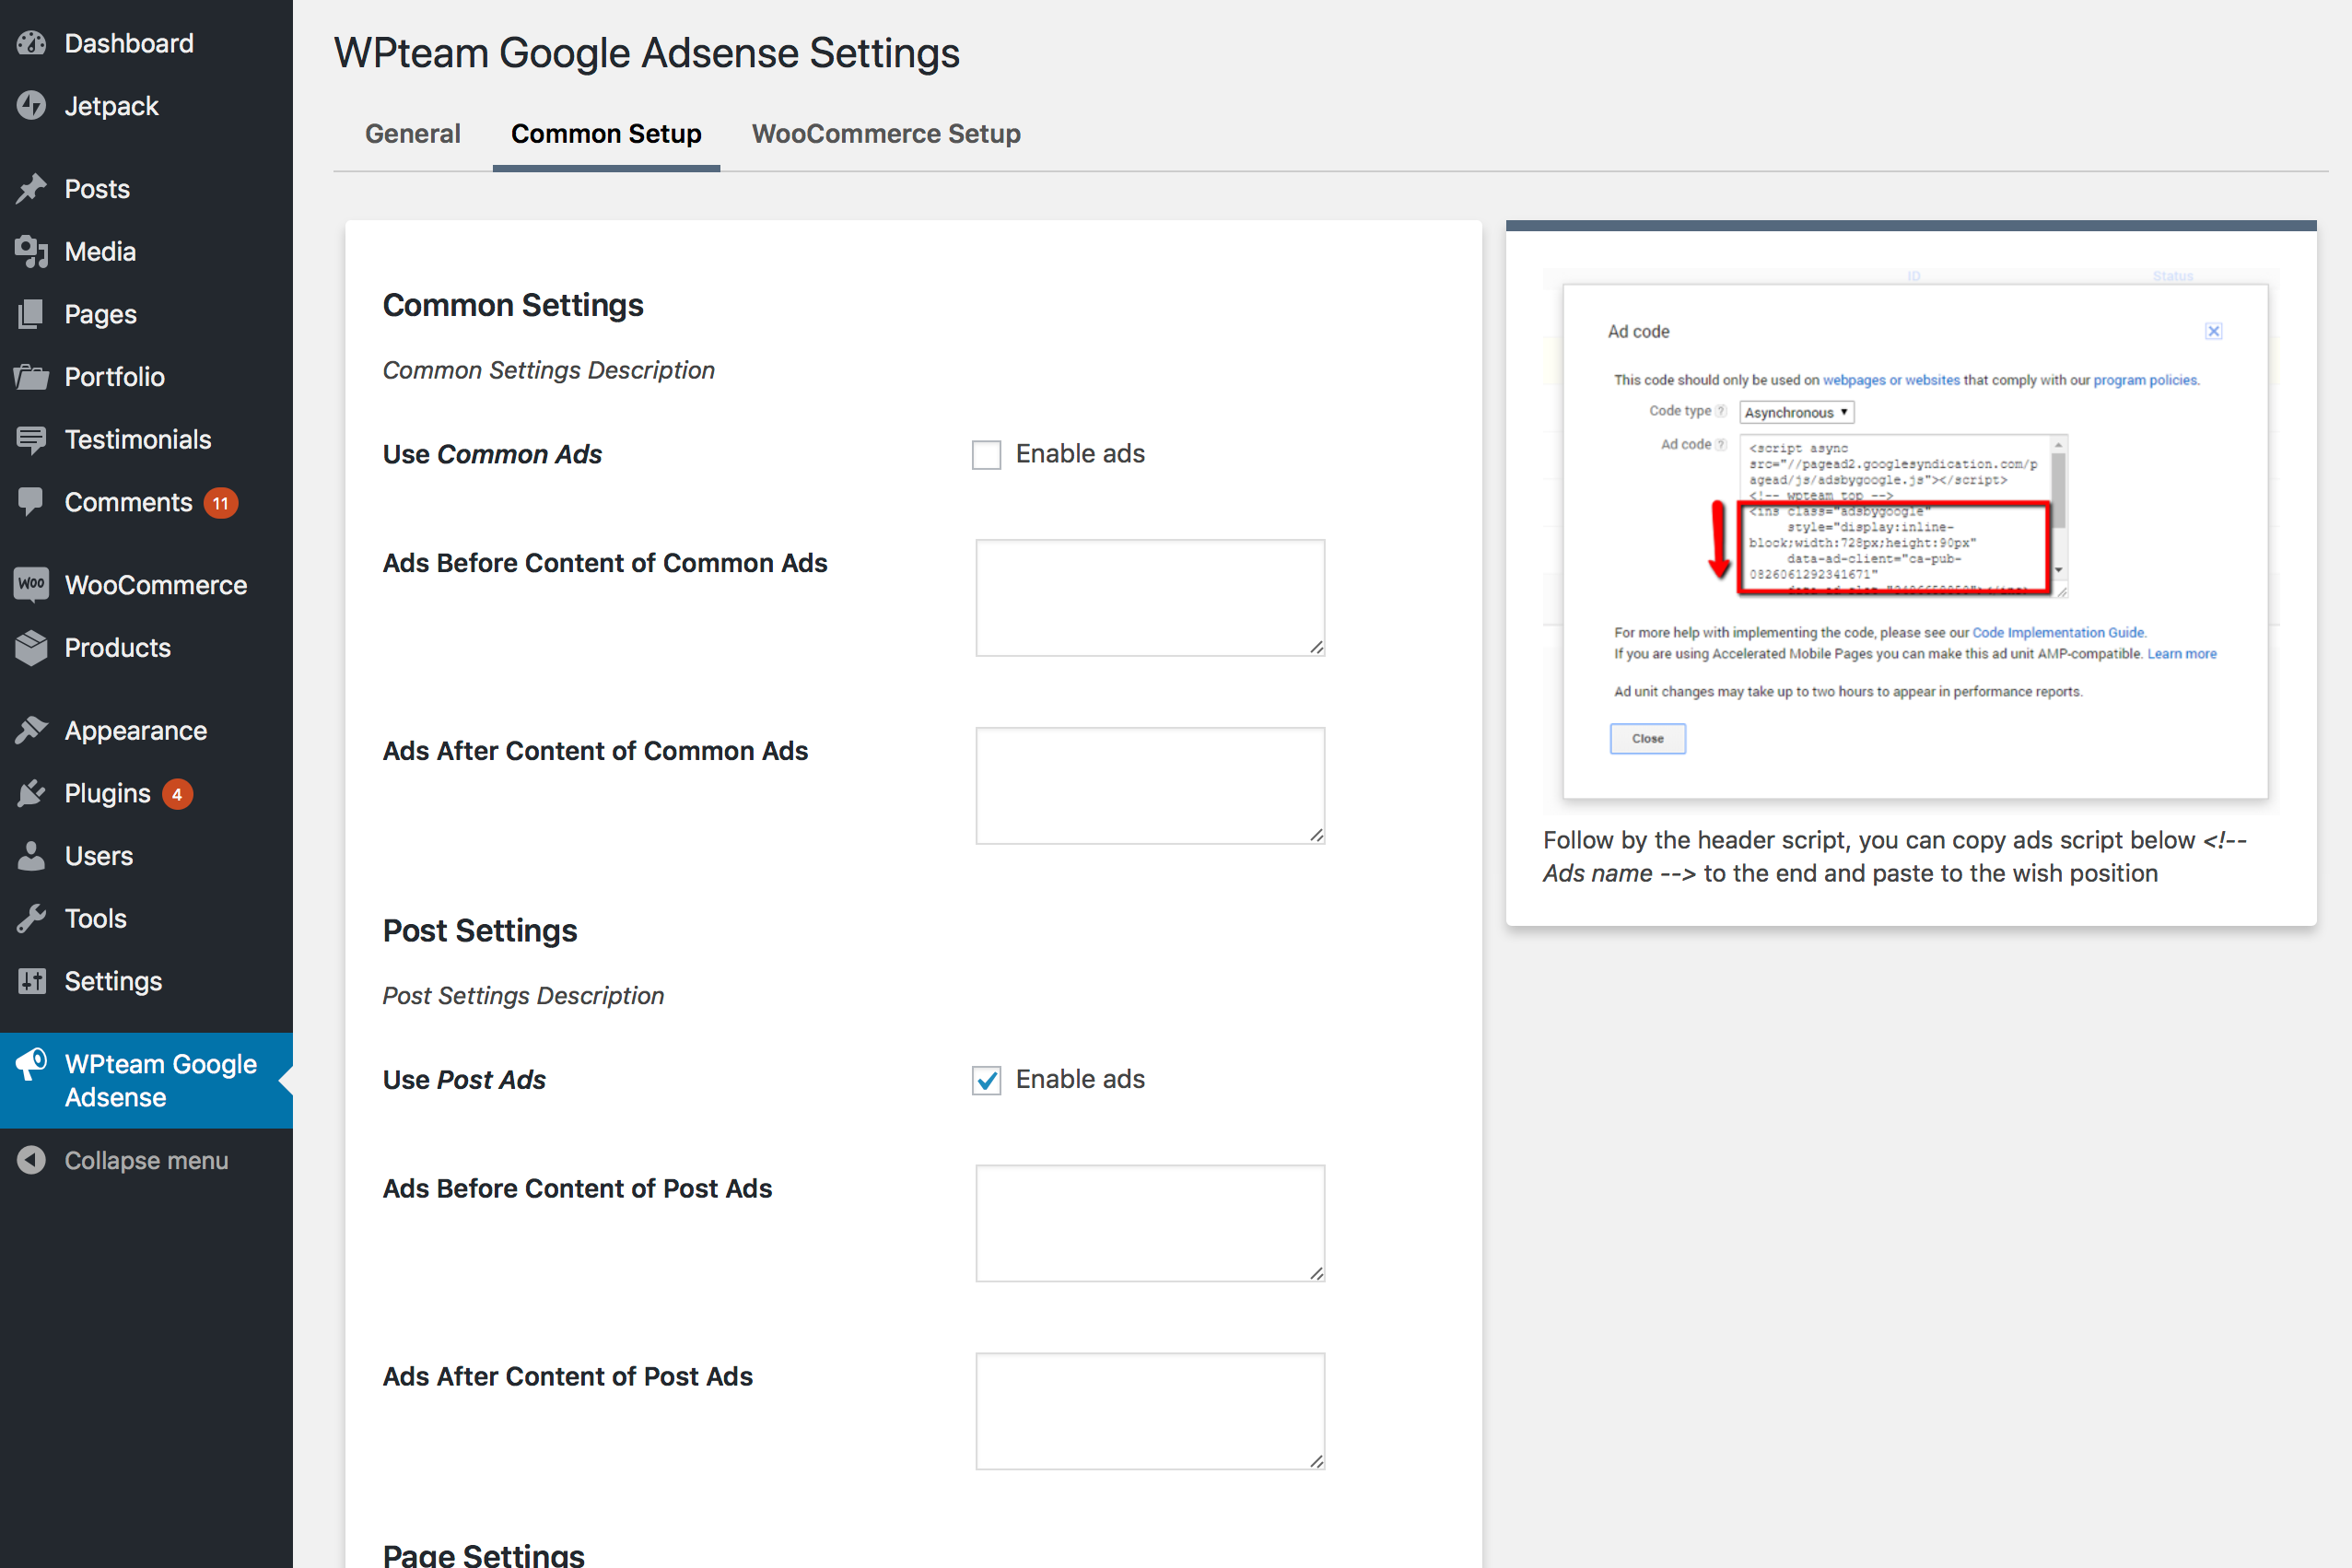 Dashboard
Jetpack
Posts
Media
Pages
Portfolio
Testimonials
Comments 11
WooCommerce
Products
Appearance
Plugins 4
Users
Tools
Settings
WPteam Google
Adsense
Collapse menu
WPteam Google Adsense Settings
General Common Setup WooCommerce Setup
Common Settings
Common Settings Description
Use Common Ads Enable ads
Ads Before Content of Common Ads
Ads After Content of Common Ads
Post Settings
Post Settings Description
Use Post Ads Enable ads
Ads Before Content of Post Ads
Ads After Content of Post Ads
Page Settings
ID Status
Ad code
This code should only be used on webpages or websites that comply with our program policies.
Code type ? Asynchronous
Ad code ? <script async
src="//pagead2.googlesyndication.com/p
agead/js/adsbygoogle.js"></script>
<!-- wpteam top -->
<ins class="adsbygoogle"
style="display:inline-
block;width:728px;height:90px"
data-ad-client="ca-pub-
0826061292341671"
For more help with implementing the code, please see our Code Implementation Guide.
If you are using Accelerated Mobile Pages you can make this ad unit AMP-compatible. Learn more
Ad unit changes may take up to two hours to appear in performance reports.
Close
Follow by the header script, you can copy ads script below <!--
Ads name --> to the end and paste to the wish position